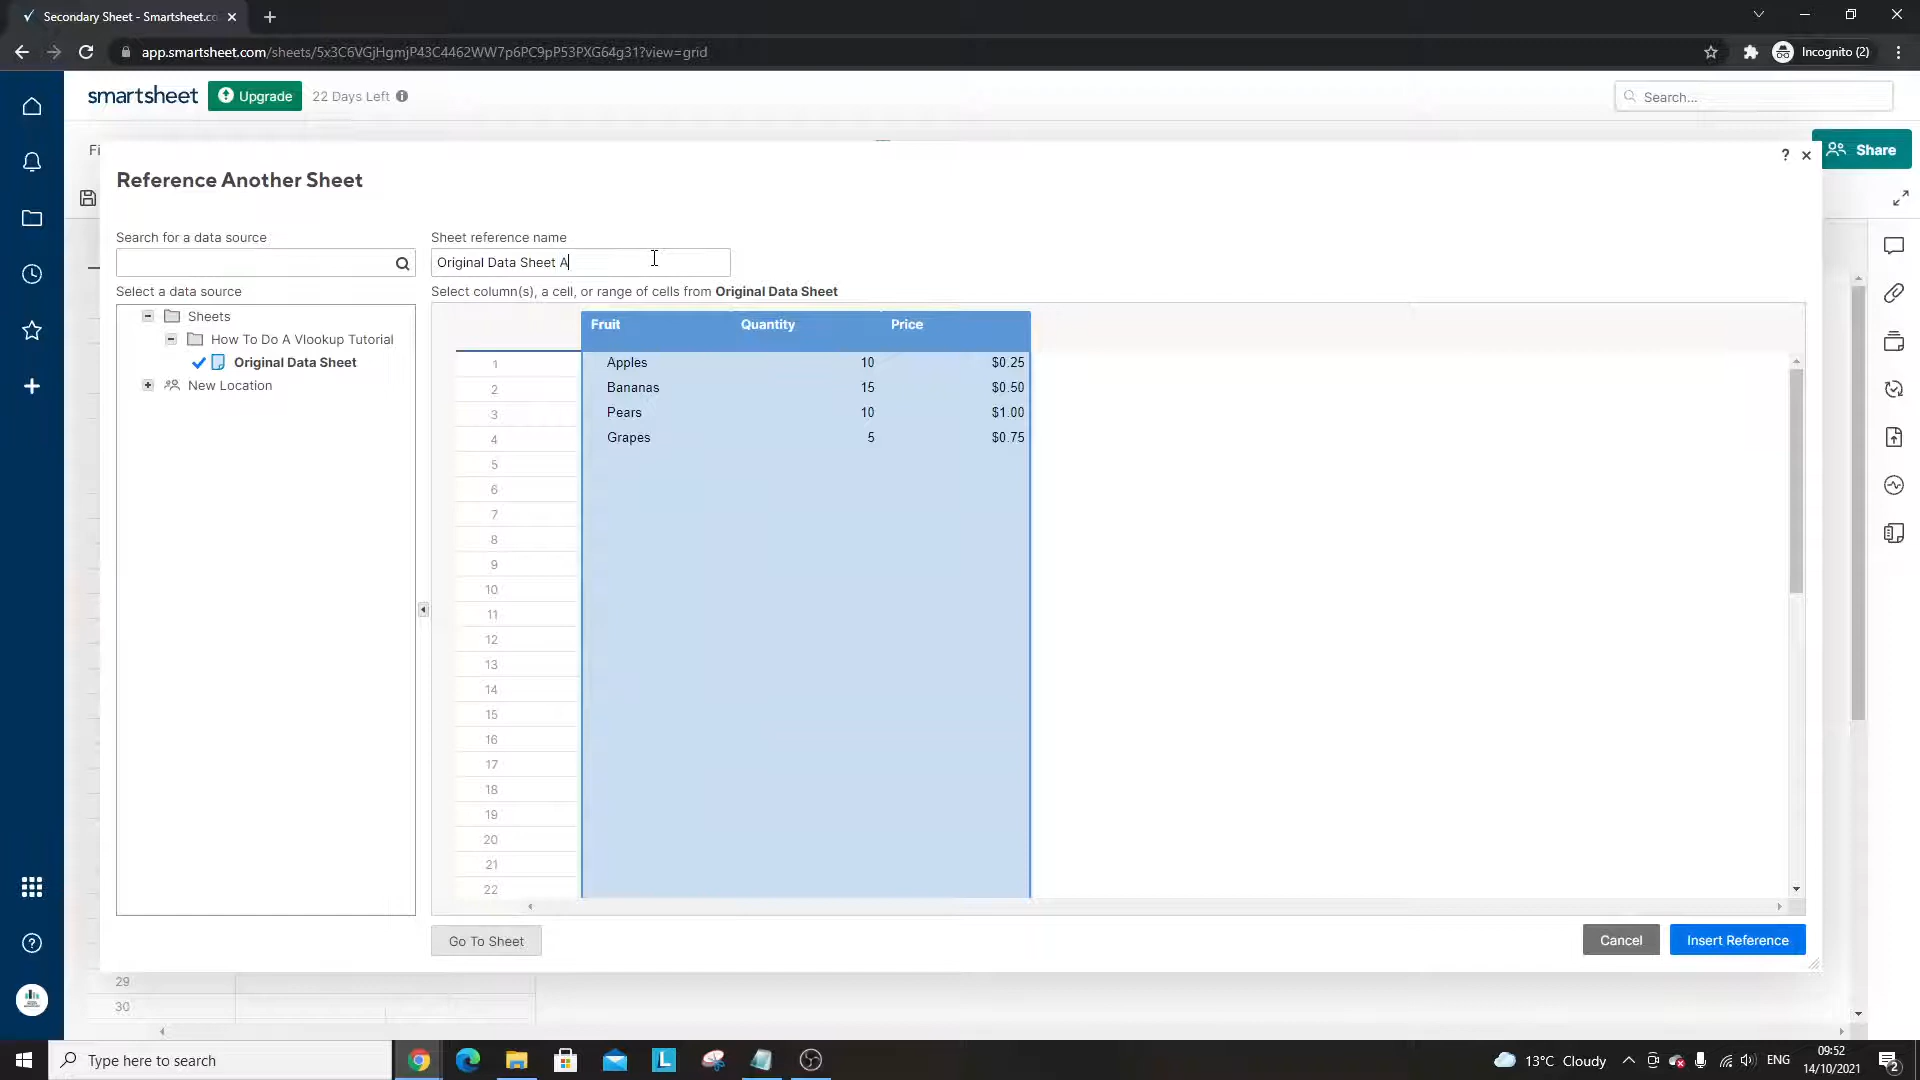 Secondary Sheet - Smartsheet.co
app.smartsheet.com/sheets/5x3C6VGjHgmjP43C4462WW7p6PC9pP53PXG64g31?view=grid
Incognito (2)
smartsheet
Upgrade
22 Days Left
Search...
Fi
Share
Reference Another Sheet
?
Search for a data source
Sheet reference name
Original Data Sheet A
Select a data source
Select column(s), a cell, or range of cells from Original Data Sheet
Sheets
How To Do A Vlookup Tutorial
Original Data Sheet
New Location
Fruit Quantity Price
1 Apples 10 $0.25
2 Bananas 15 $0.50
3 Pears 10 $1.00
4 Grapes 5 $0.75
5
6
7
8
9
10
11
12
13
14
15
16
17
18
19
20
21
22
Go To Sheet
Cancel
Insert Reference
29
30
Type here to search
L
13°C Cloudy
ENG
09:52
14/10/2021
2